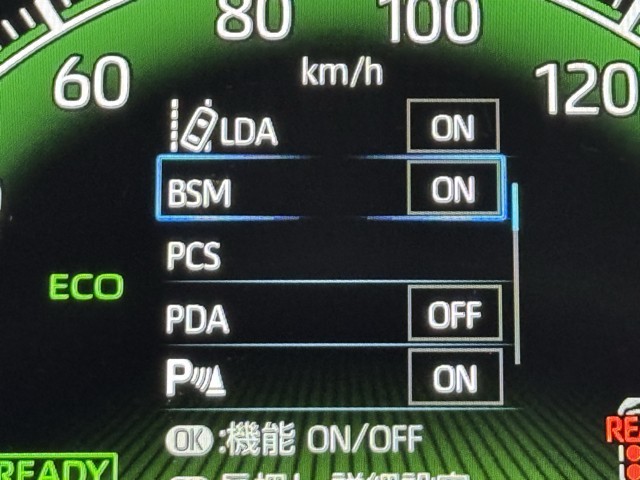 80 100
60 km/h 120
LDA ON
BSM ON
PCS
ECO
PDA OFF
P ON
OK:機能 ON/OFF
READY